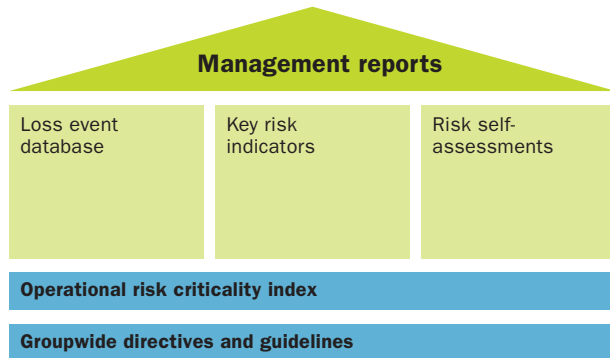 Management reports
Loss event
database
Key risk
indicators
Risk self-
assessments
Operational risk criticality index
Groupwide directives and guidelines